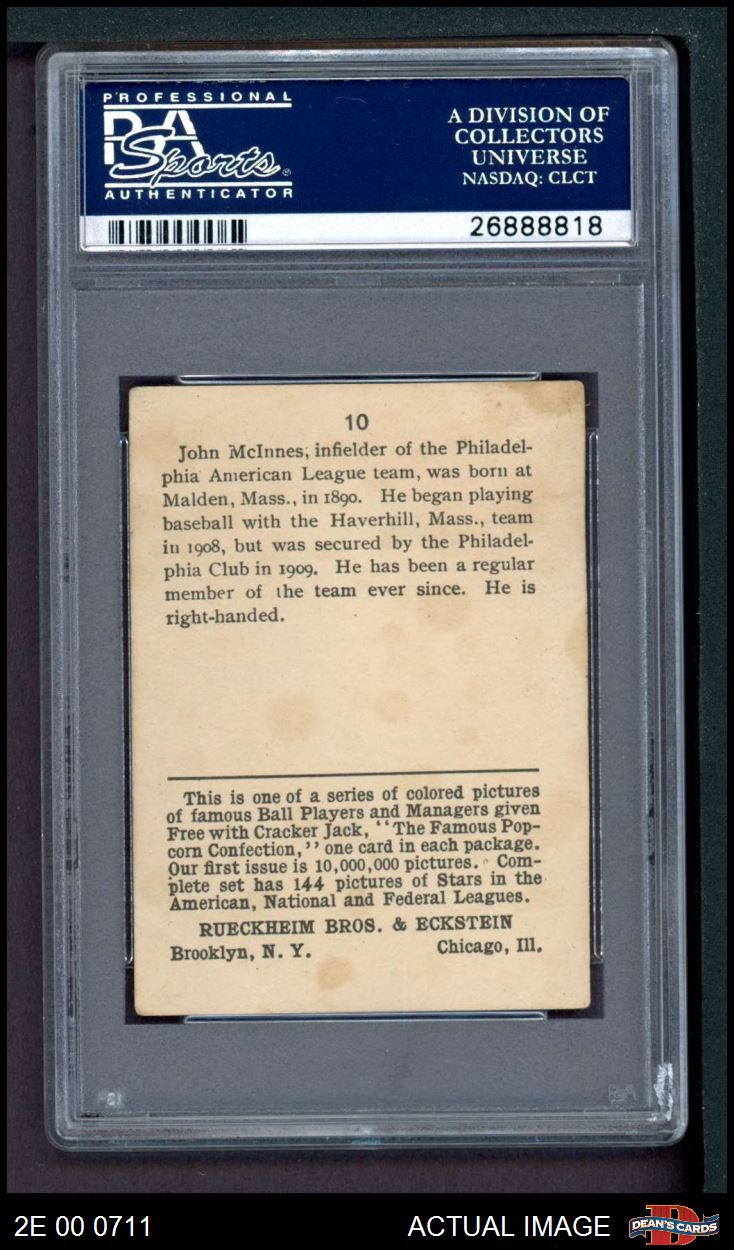 PROFESSIONAL
PSA
Sports®
AUTHENTICATOR
A DIVISION OF
COLLECTORS
UNIVERSE
NASDAQ: CLCT
26888818
10
John McInnes, infielder of the Philadel-
phia American League team, was born at
Malden, Mass., in 1890. He began playing
baseball with the Haverhill, Mass., team
in 1908, but was secured by the Philadel-
phia Club in 1909. He has been a regular
member of the team ever since. He is
right-handed.
This is one of a series of colored pictures
of famous Ball Players and Managers given
Free with Cracker Jack, "The Famous Pop-
corn Confection," one card in each package.
Our first issue is 10,000,000 pictures. Com-
plete set has 144 pictures of Stars in the
American, National and Federal Leagues.
RUECKHEIM BROS. & ECKSTEIN
Brooklyn, N. Y. Chicago, Ill.
2E 00 0711
ACTUAL IMAGE
D
DEAN'S CARDS